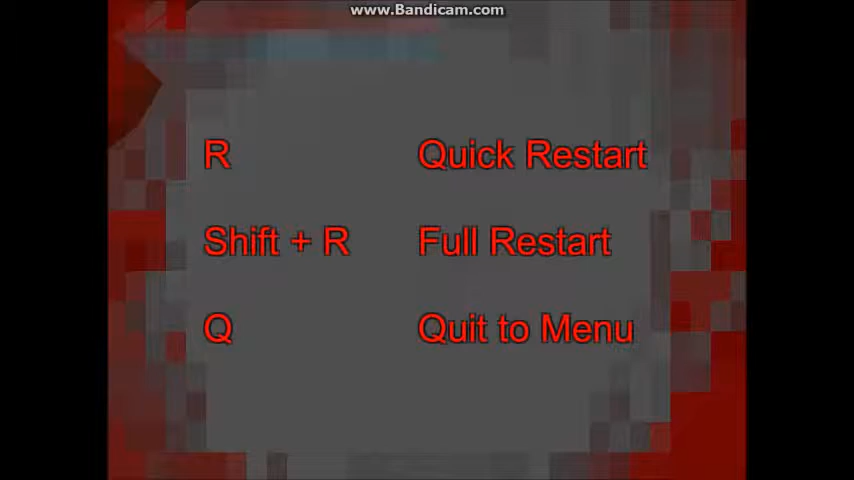 www.Bandicam.com
R Quick Restart
Shift + R Full Restart
Q Quit to Menu